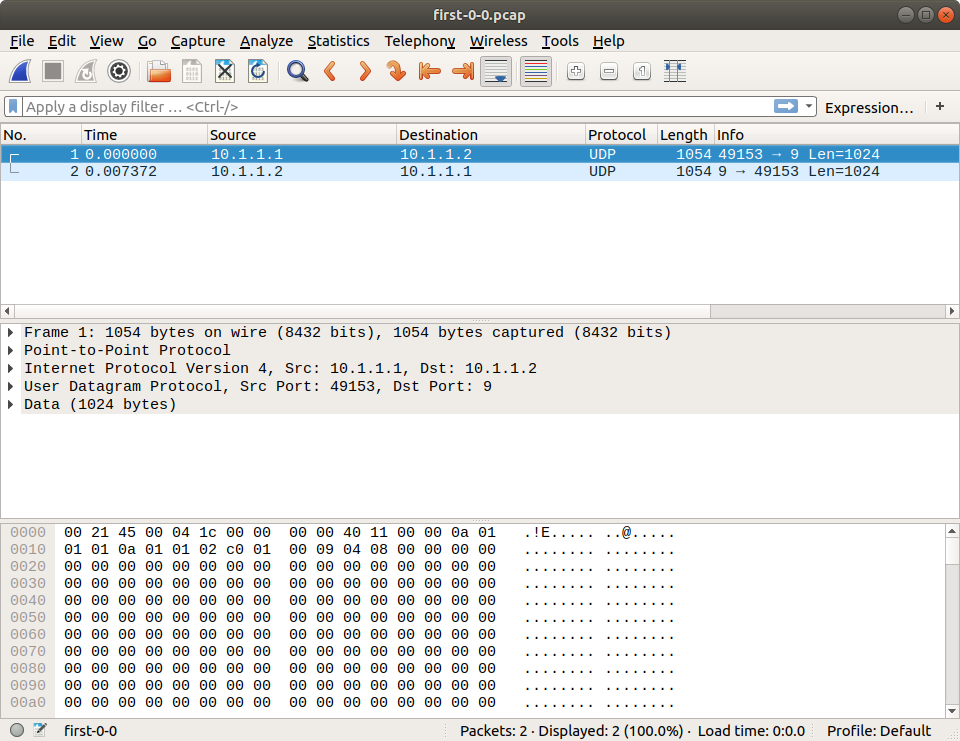 first-0-0.pcap
File Edit View Go Capture Analyze Statistics Telephony Wireless Tools Help
Apply a display filter … <Ctrl-/> Expression… +
No. Time Source Destination Protocol Length Info
1 0.000000 10.1.1.1 10.1.1.2 UDP 1054 49153 → 9 Len=1024
2 0.007372 10.1.1.2 10.1.1.1 UDP 1054 9 → 49153 Len=1024
Frame 1: 1054 bytes on wire (8432 bits), 1054 bytes captured (8432 bits)
Point-to-Point Protocol
Internet Protocol Version 4, Src: 10.1.1.1, Dst: 10.1.1.2
User Datagram Protocol, Src Port: 49153, Dst Port: 9
Data (1024 bytes)
0000 00 21 45 00 04 1c 00 00 00 00 40 11 00 00 0a 01 .!E..... ..@.....
0010 01 01 0a 01 01 02 c0 01 00 09 04 08 00 00 00 00 ........ ........
0020 00 00 00 00 00 00 00 00 00 00 00 00 00 00 00 00 ........ ........
0030 00 00 00 00 00 00 00 00 00 00 00 00 00 00 00 00 ........ ........
0040 00 00 00 00 00 00 00 00 00 00 00 00 00 00 00 00 ........ ........
0050 00 00 00 00 00 00 00 00 00 00 00 00 00 00 00 00 ........ ........
0060 00 00 00 00 00 00 00 00 00 00 00 00 00 00 00 00 ........ ........
0070 00 00 00 00 00 00 00 00 00 00 00 00 00 00 00 00 ........ ........
0080 00 00 00 00 00 00 00 00 00 00 00 00 00 00 00 00 ........ ........
0090 00 00 00 00 00 00 00 00 00 00 00 00 00 00 00 00 ........ ........
00a0 00 00 00 00 00 00 00 00 00 00 00 00 00 00 00 00 ........ ........
first-0-0 Packets: 2 · Displayed: 2 (100.0%) · Load time: 0:0.0 Profile: Default